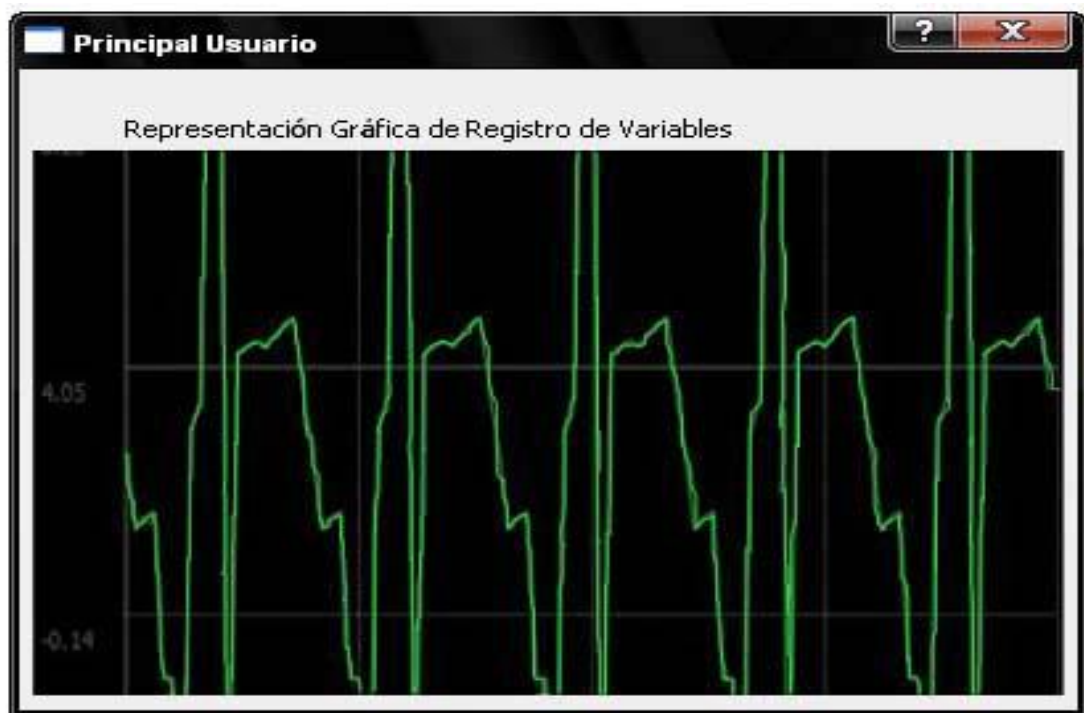 Principal Usuario
?
X
Representación Gráfica de Registro de Variables
4.05
-0.14